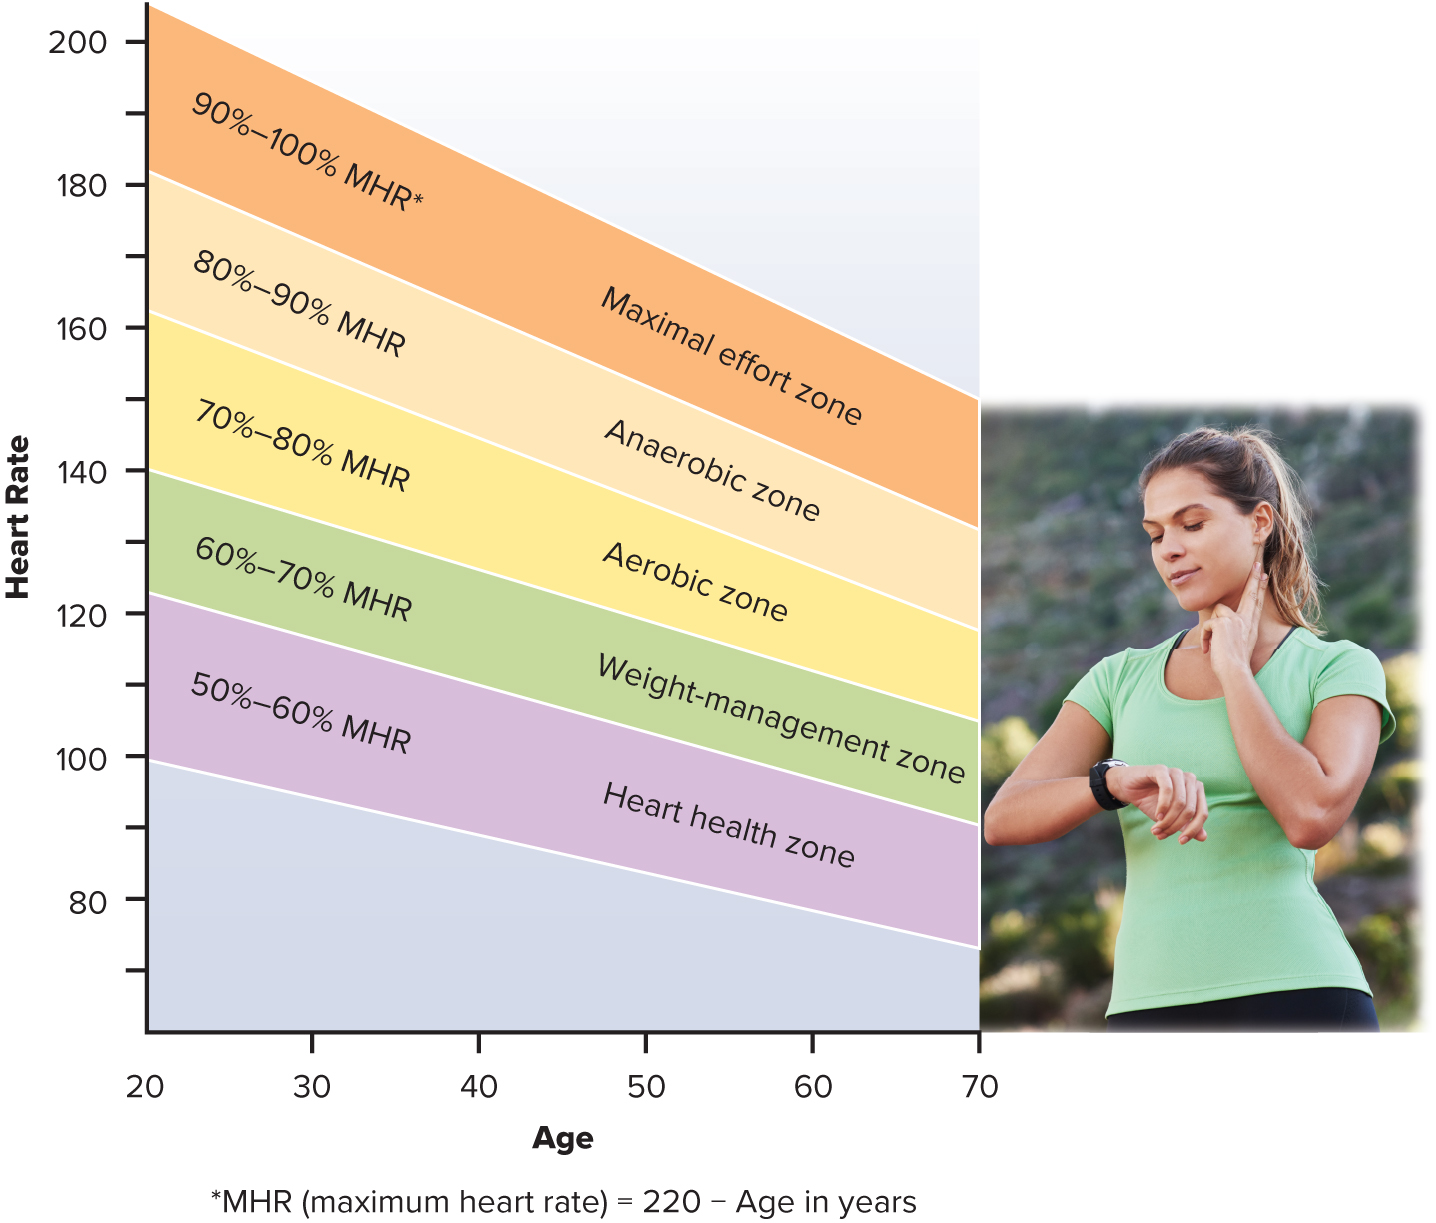 200
180
160
140
120
100
80
Heart Rate
90%–100% MHR*
80%–90% MHR
70%–80% MHR
60%–70% MHR
50%–60% MHR
Maximal effort zone
Anaerobic zone
Aerobic zone
Weight-management zone
Heart health zone
20 30 40 50 60 70
Age
*MHR (maximum heart rate) = 220 – Age in years